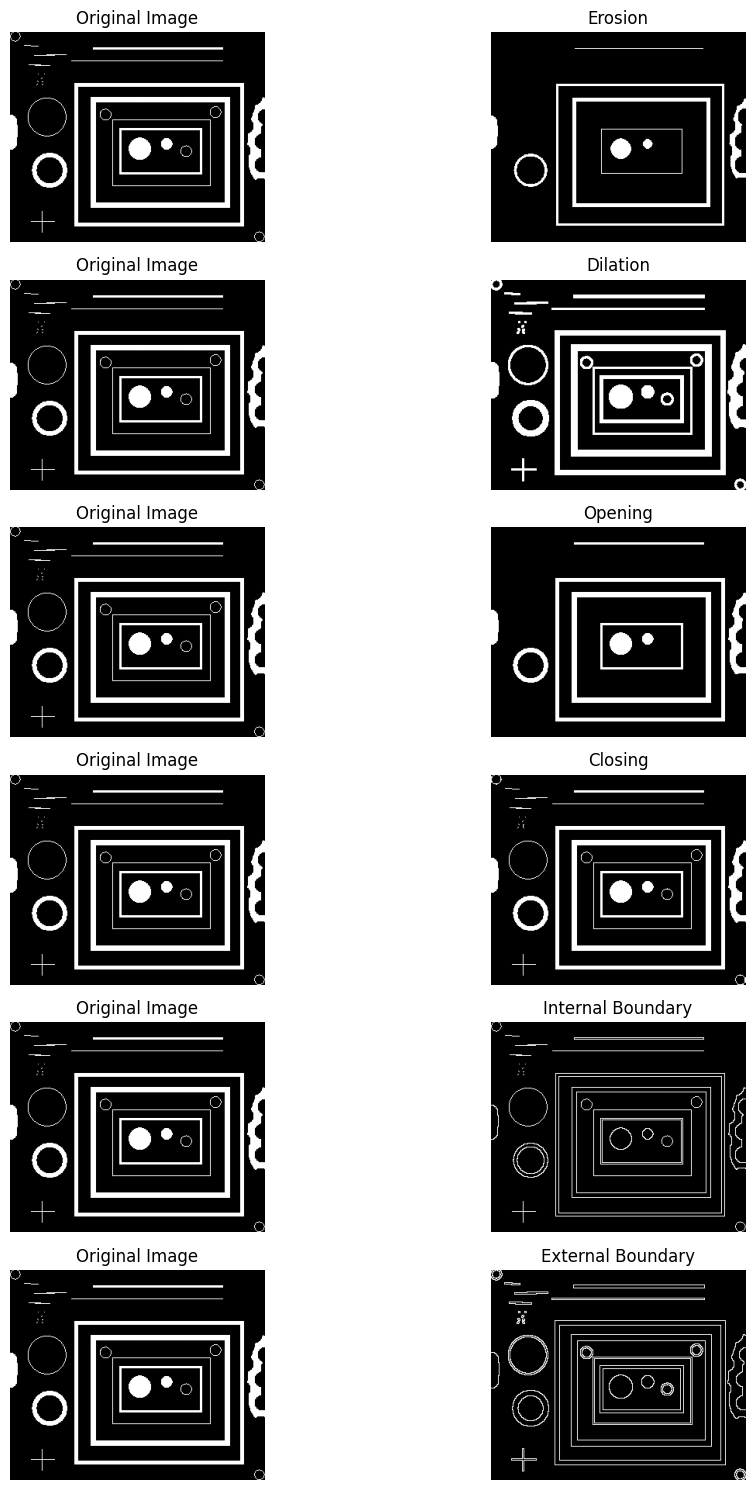 Original Image
Erosion
Original Image
Dilation
Original Image
Opening
Original Image
Closing
Original Image
Internal Boundary
Original Image
External Boundary